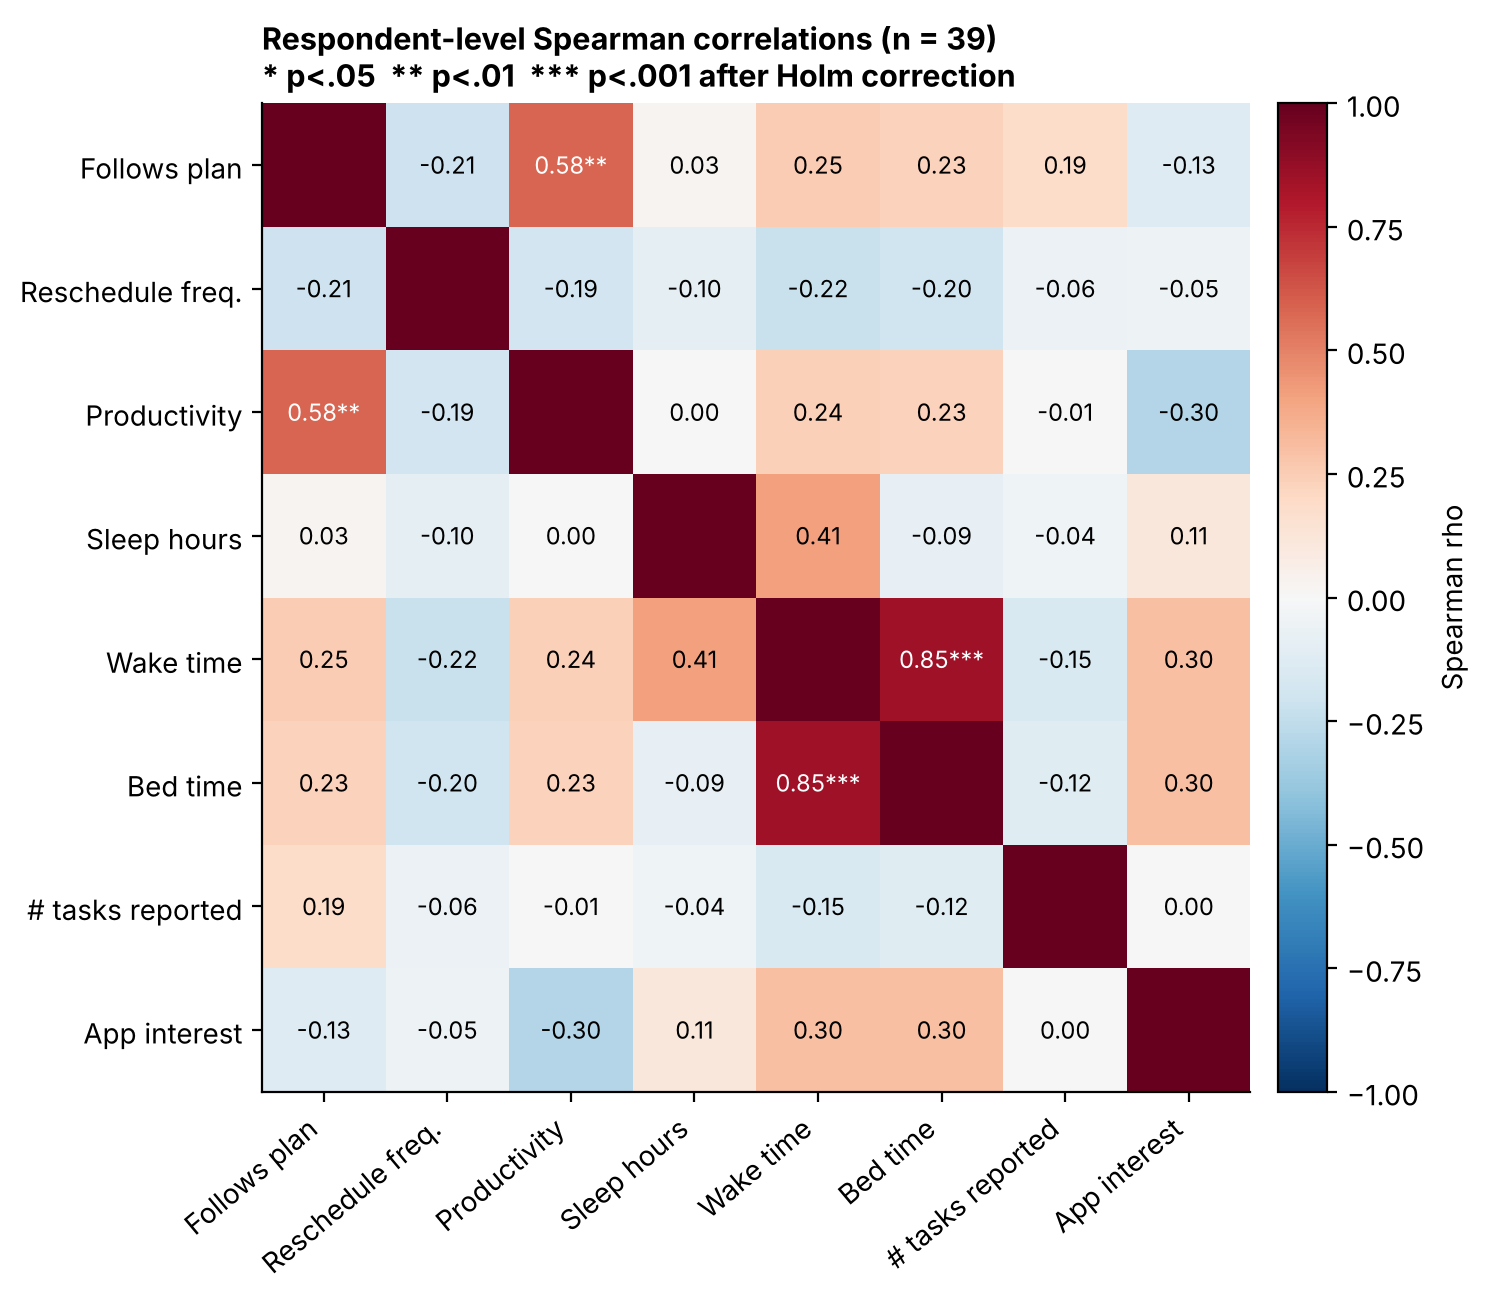 Respondent-level Spearman correlations (n = 39)
* p<.05  ** p<.01  *** p<.001 after Holm correction
Follows plan -0.21 0.58** 0.03 0.25 0.23 0.19 -0.13
Reschedule freq. -0.21 -0.19 -0.10 -0.22 -0.20 -0.06 -0.05
Productivity 0.58** -0.19 0.00 0.24 0.23 -0.01 -0.30
Sleep hours 0.03 -0.10 0.00 0.41 -0.09 -0.04 0.11
Wake time 0.25 -0.22 0.24 0.41 0.85*** -0.15 0.30
Bed time 0.23 -0.20 0.23 -0.09 0.85*** -0.12 0.30
# tasks reported 0.19 -0.06 -0.01 -0.04 -0.15 -0.12 0.00
App interest -0.13 -0.05 -0.30 0.11 0.30 0.30 0.00
Follows plan
Reschedule freq.
Productivity
Sleep hours
Wake time
Bed time
# tasks reported
App interest
1.00
0.75
0.50
0.25
0.00
−0.25
−0.50
−0.75
−1.00
Spearman rho